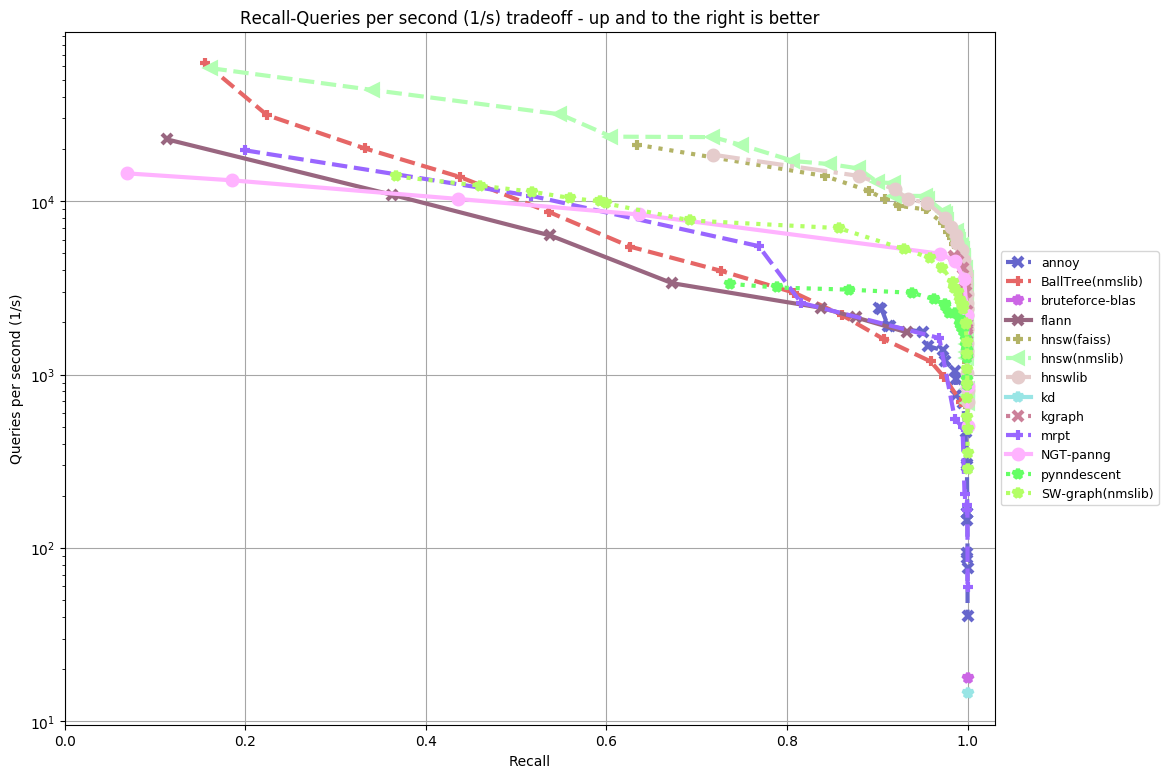 Recall-Queries per second (1/s) tradeoff - up and to the right is better
Queries per second (1/s)
10⁴
10³
10²
10¹
0.0 0.2 0.4 0.6 0.8 1.0
Recall
annoy
BallTree(nmslib)
bruteforce-blas
flann
hnsw(faiss)
hnsw(nmslib)
hnswlib
kd
kgraph
mrpt
NGT-panng
pynndescent
SW-graph(nmslib)